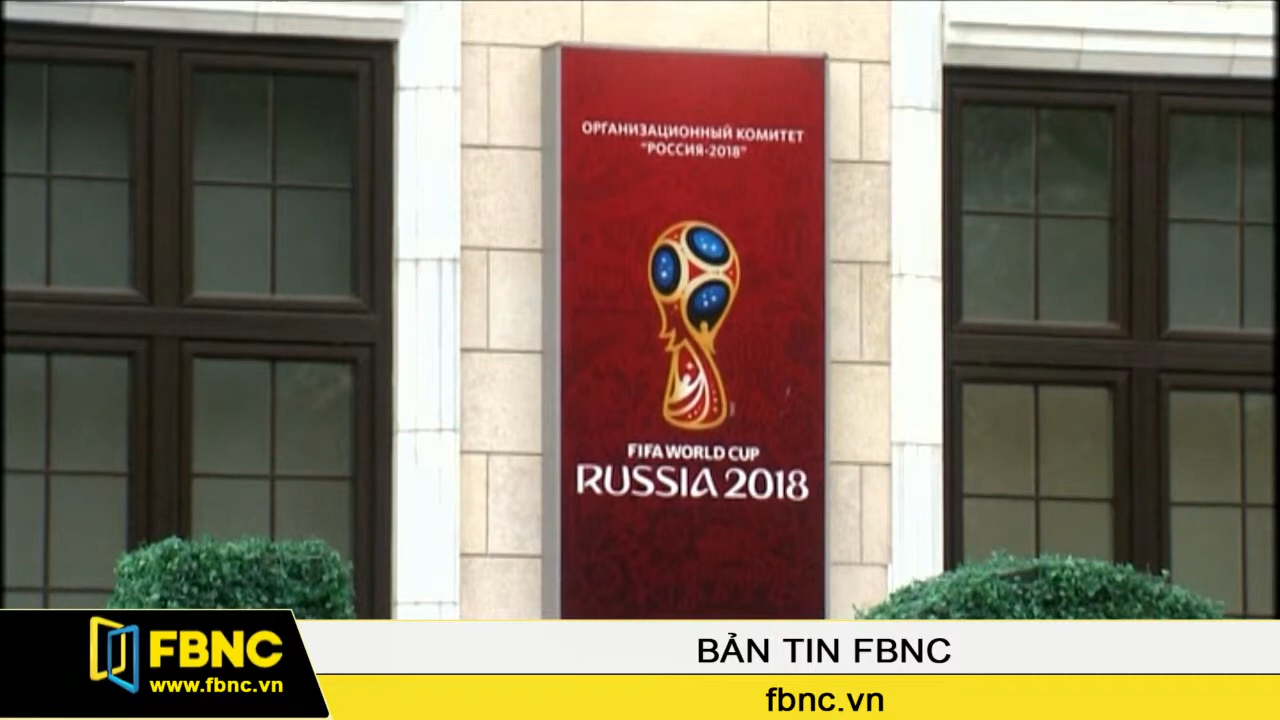 ОРГАНИЗАЦИОННЫЙ КОМИТЕТ
"РОССИЯ-2018"
FIFA WORLD CUP
RUSSIA 2018
FBNC
www.fbnc.vn
BẢN TIN FBNC
fbnc.vn